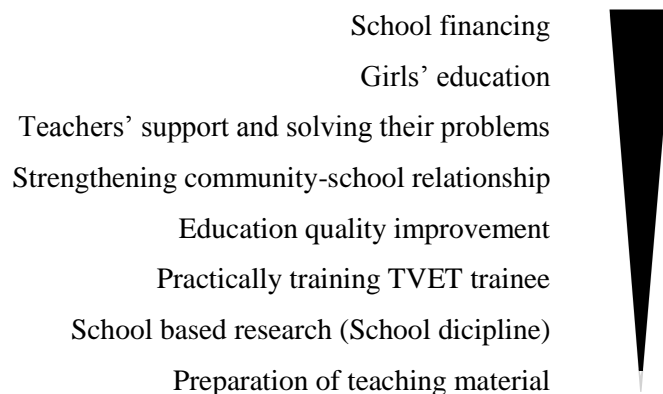 School financing
Girls’ education
Teachers’ support and solving their problems
Strengthening community-school relationship
Education quality improvement
Practically training TVET trainee
School based research (School dicipline)
Preparation of teaching material